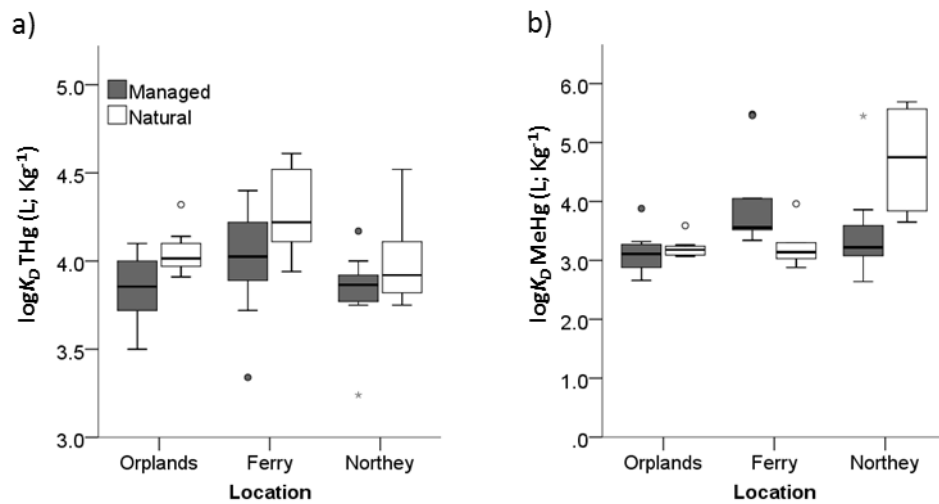 a)
logK_D THg (L; Kg⁻¹)
5.0
4.5
4.0
3.5
3.0
Managed
Natural
Orplands Ferry Northey
Location
b)
logK_D MeHg (L; Kg⁻¹)
6.0
5.0
4.0
3.0
2.0
1.0
.0
Orplands Ferry Northey
Location